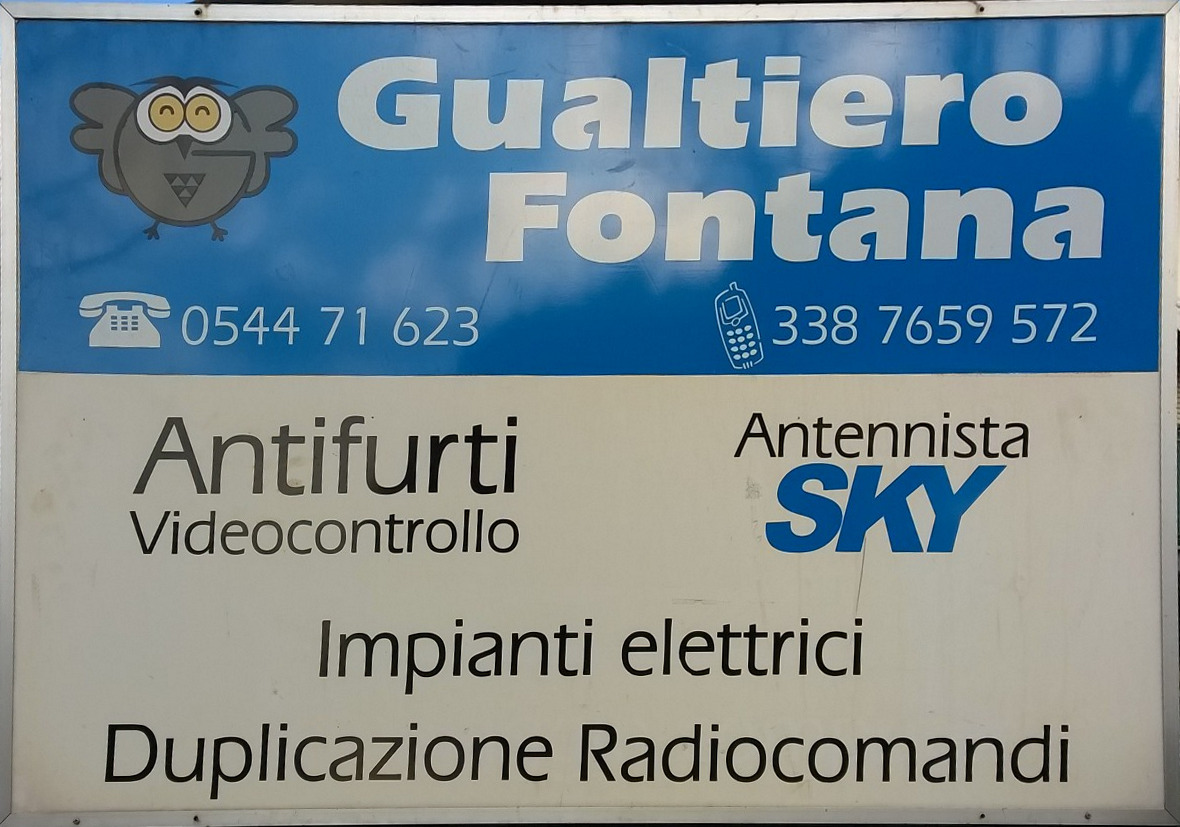 Gualtiero
Fontana
0544 71 623
338 7659 572
Antifurti
Videocontrollo
Antennista
SKY
Impianti elettrici
Duplicazione Radiocomandi